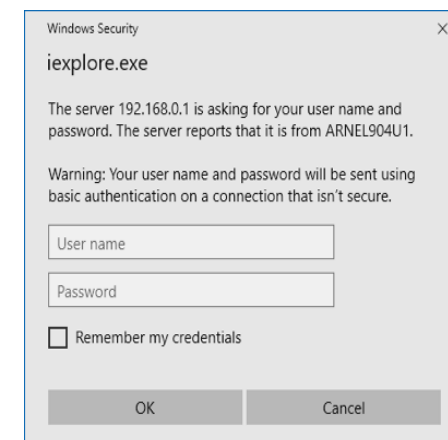 Windows Security
iexplore.exe
The server 192.168.0.1 is asking for your user name and
password. The server reports that it is from ARNEL904U1.
Warning: Your user name and password will be sent using
basic authentication on a connection that isn't secure.
User name
Password
Remember my credentials
OK
Cancel